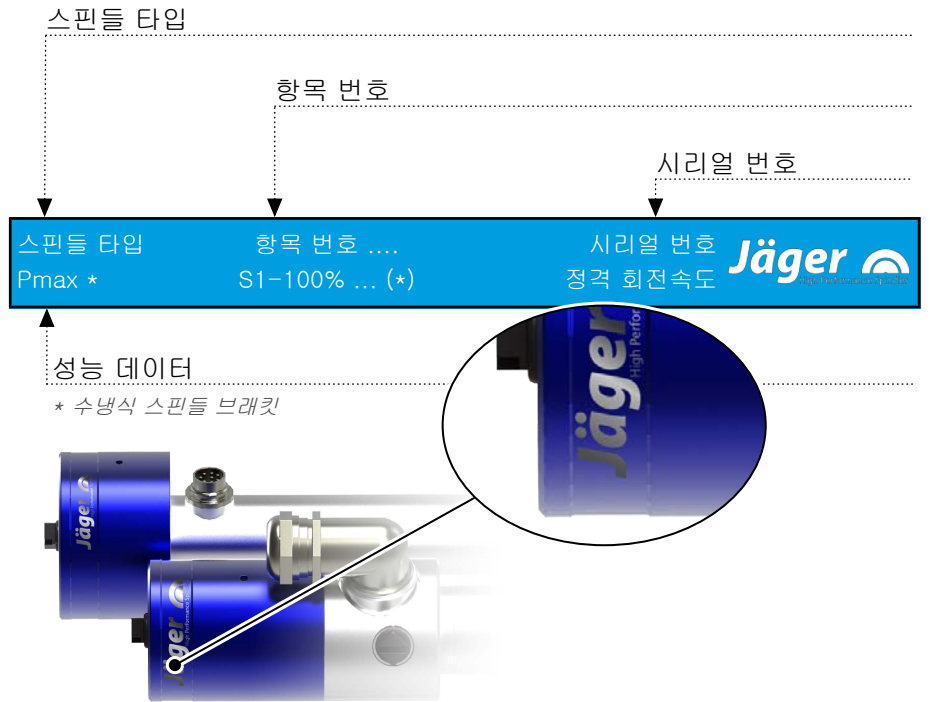 스핀들 타입
항목 번호
시리얼 번호
스핀들 타입 항목 번호 .... 시리얼 번호
Pmax * S1-100% ... (*) 정격 회전속도
Jäger
성능 데이터
* 수냉식 스핀들 브래킷
Jäger
High Perfor
Jäger
Jäger